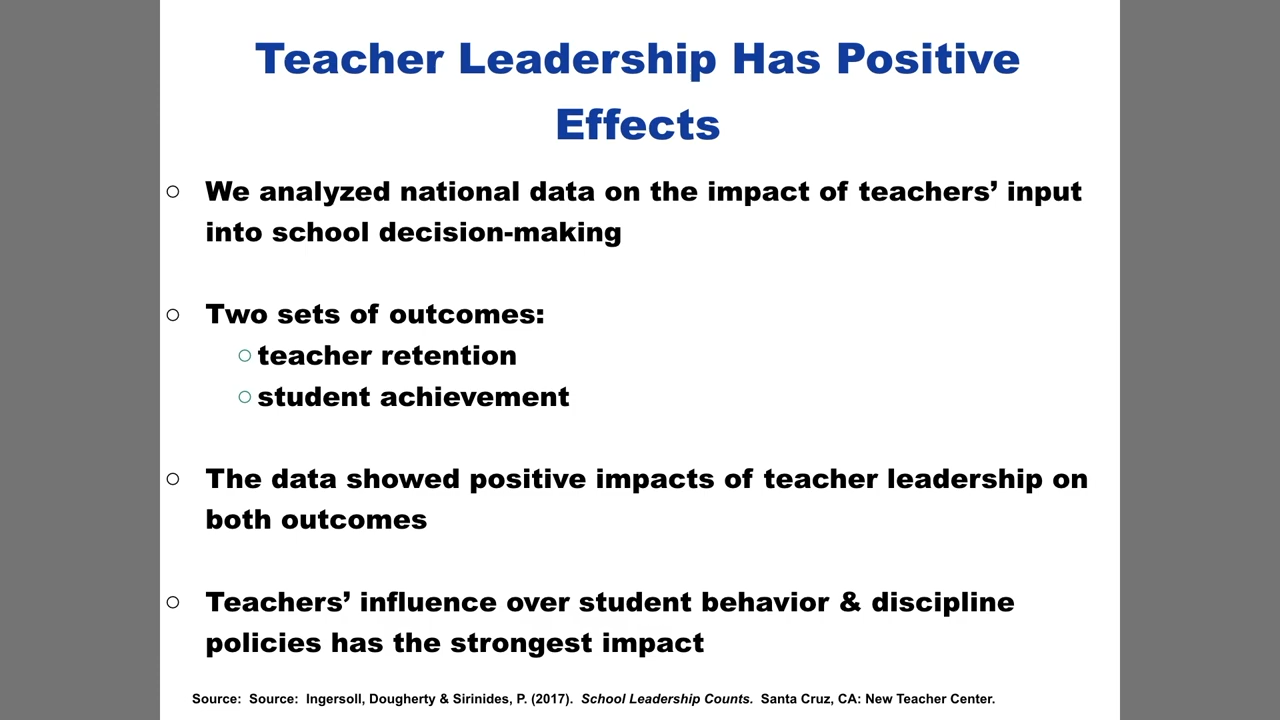 Teacher Leadership Has Positive
Effects
○ We analyzed national data on the impact of teachers’ input
into school decision-making
○ Two sets of outcomes:
○ teacher retention
○ student achievement
○ The data showed positive impacts of teacher leadership on
both outcomes
○ Teachers’ influence over student behavior & discipline
policies has the strongest impact
Source: Source: Ingersoll, Dougherty & Sirinides, P. (2017). School Leadership Counts. Santa Cruz, CA: New Teacher Center.